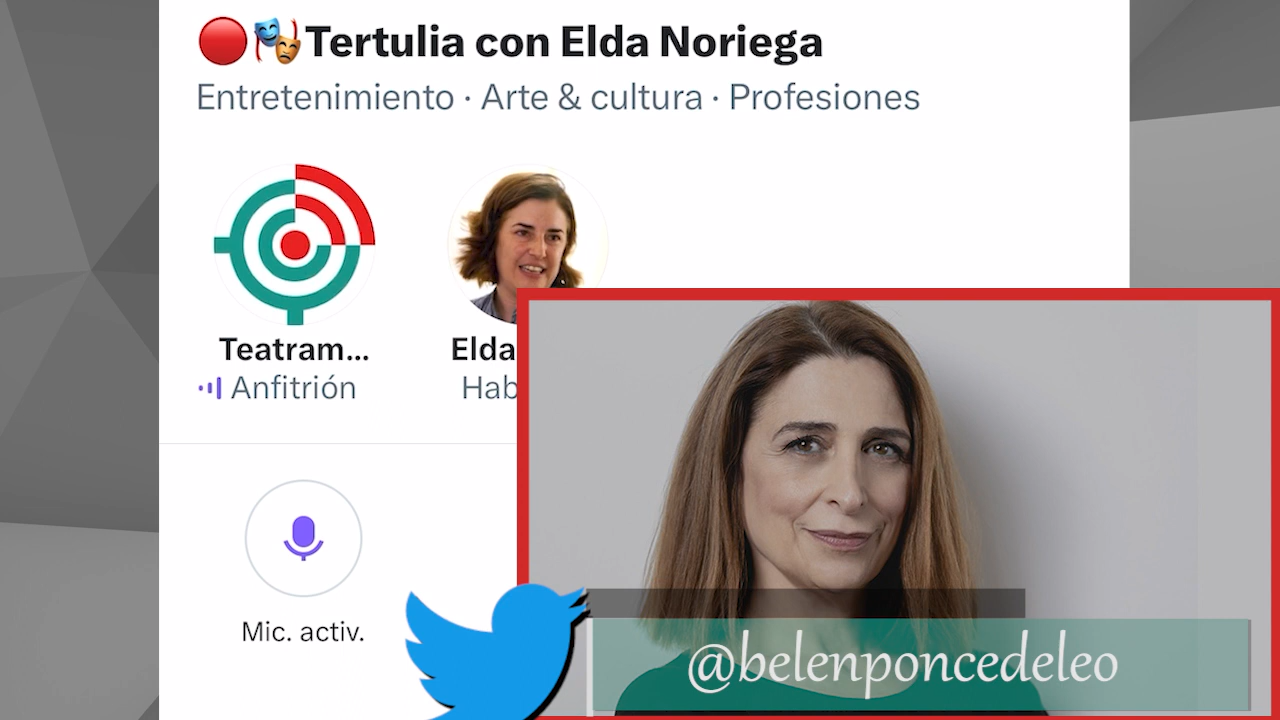 Tertulia con Elda Noriega
Entretenimiento · Arte & cultura · Profesiones
Teatram... Elda
Anfitrión Hab
Mic. activ.
@belenponcedeleo